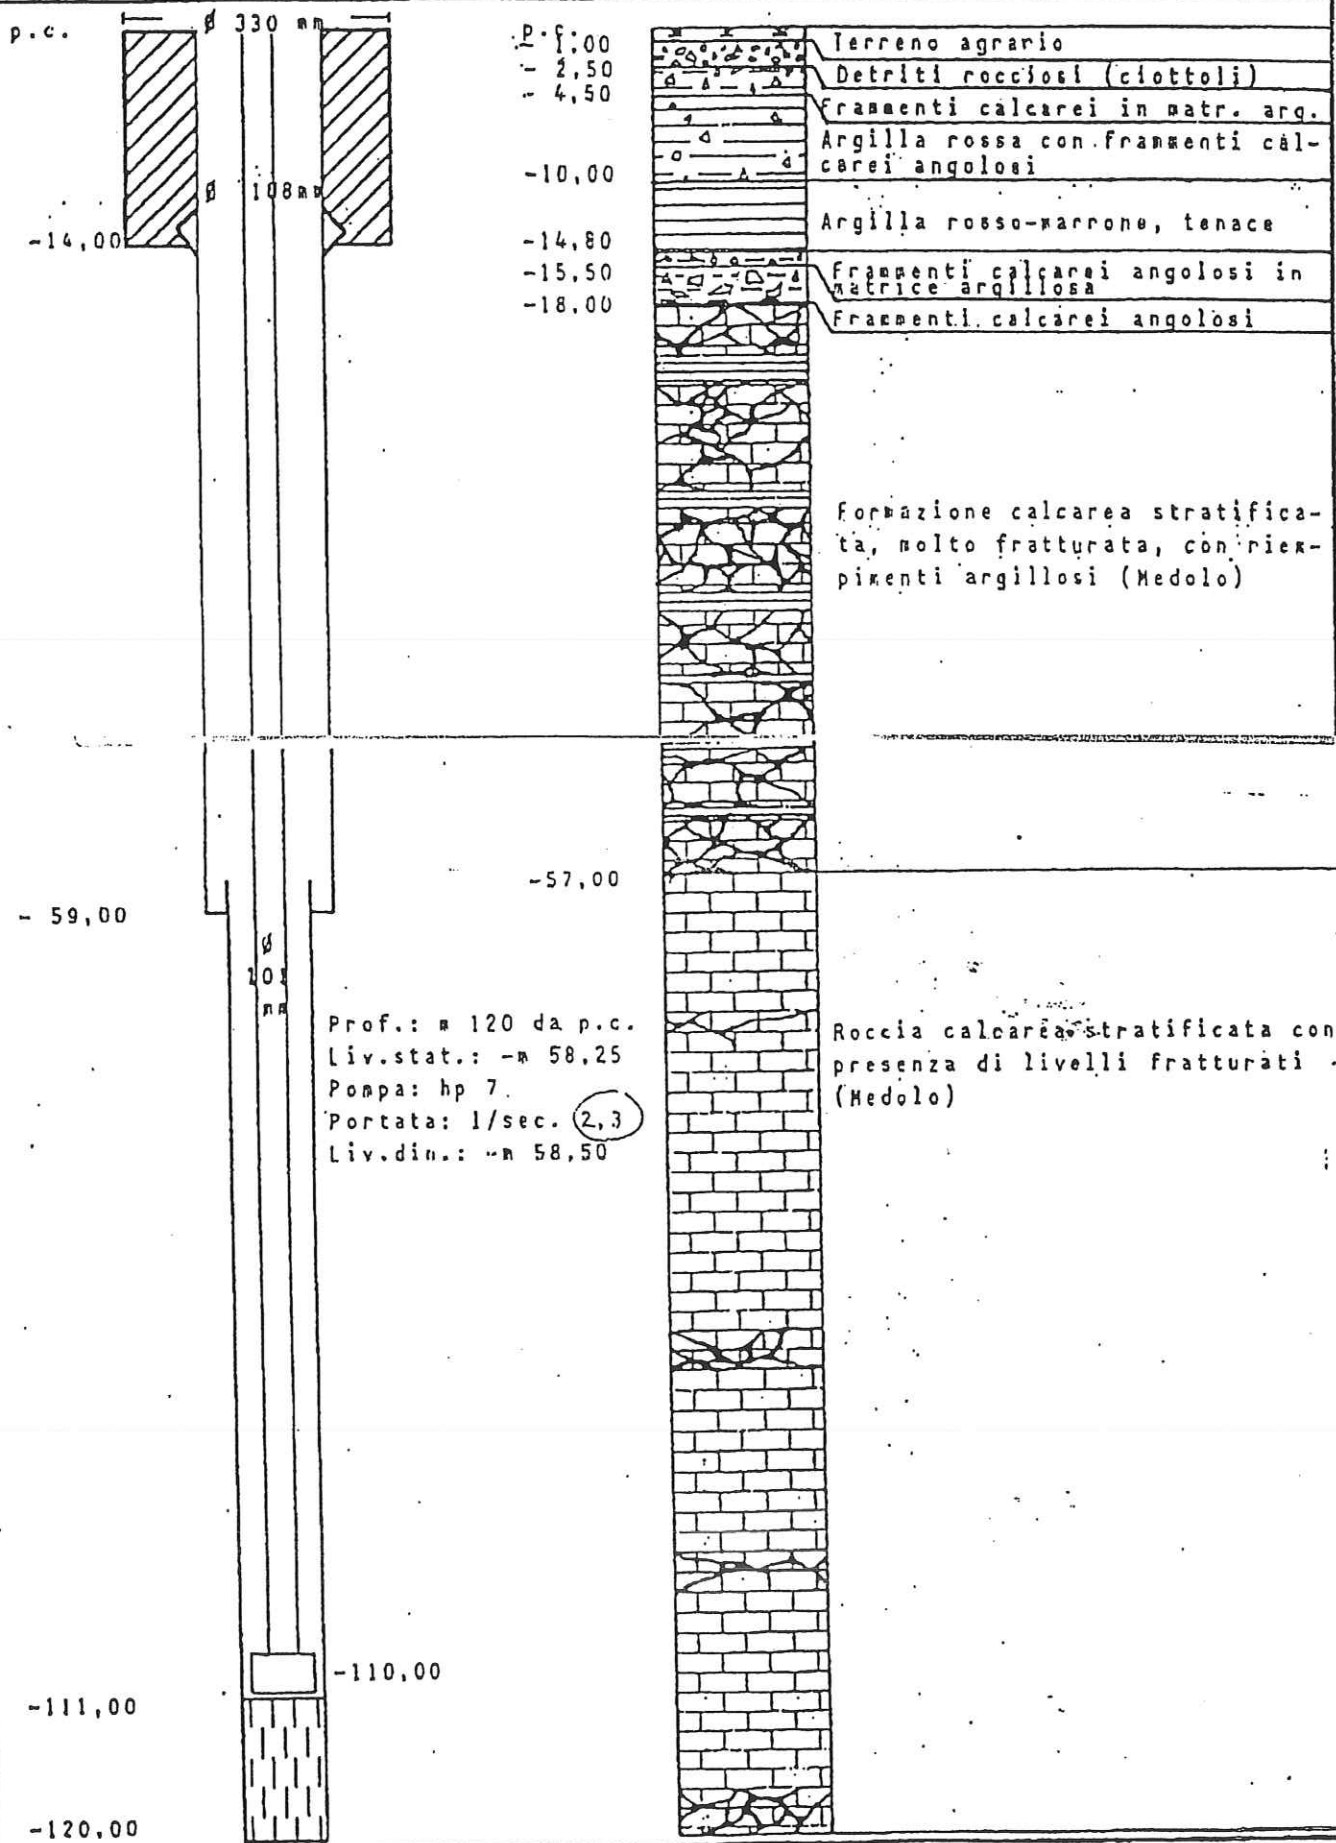 p.c.
ø 330 mm
ø 108mm
-14,00
- 59,00
ø
101
mm
-110,00
-111,00
-120,00
Prof.: m 120 da p.c.
Liv.stat.: -m 58,25
Pompa: hp 7.
Portata: l/sec. 2,3
Liv.din.: -m 58,50
p.c.
- 1,00
- 2,50
- 4,50
-10,00
-14,80
-15,50
-18,00
-57,00
Terreno agrario
Detriti rocciosi (ciottoli)
Frammenti calcarei in matr. arg.
Argilla rossa con frammenti cal-
carei angolosi
Argilla rosso-marrone, tenace
Frammenti calcarei angolosi in
matrice argillosa
Frammenti calcarei angolosi
Formazione calcarea stratifica-
ta, molto fratturata, con riem-
pimenti argillosi (Medolo)
Roccia calcarea stratificata con
presenza di livelli fratturati
(Medolo)